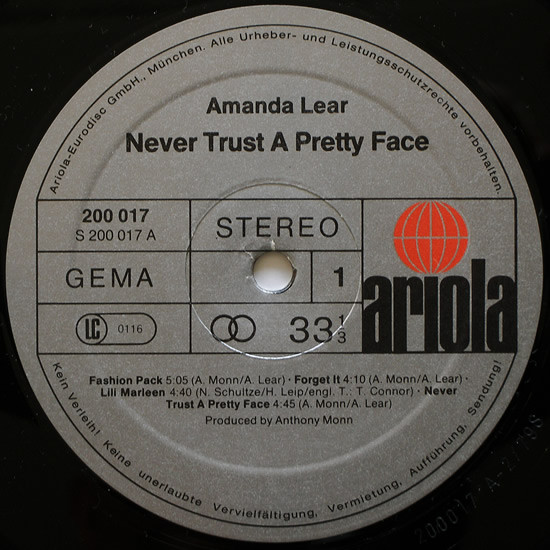 Ariola-Eurodisc GmbH., München. Alle Urheber- und Leistungsschutzrechte vorbehalten.
Amanda Lear
Never Trust A Pretty Face
200 017
S 200 017 A
STEREO
GEMA
1
ariola
LC 0116
33 1/3
Fashion Pack 5:05 (A. Monn/A. Lear) · Forget It 4:10 (A. Monn/A. Lear) ·
Lili Marleen 4:40 (N. Schultze/H. Leip/engl. T.: T. Connor) · Never
Trust A Pretty Face 4:45 (A. Monn/A. Lear)
Produced by Anthony Monn
Kein Verleih! Keine unerlaubte Vervielfältigung, Vermietung, Aufführung, Sendung!